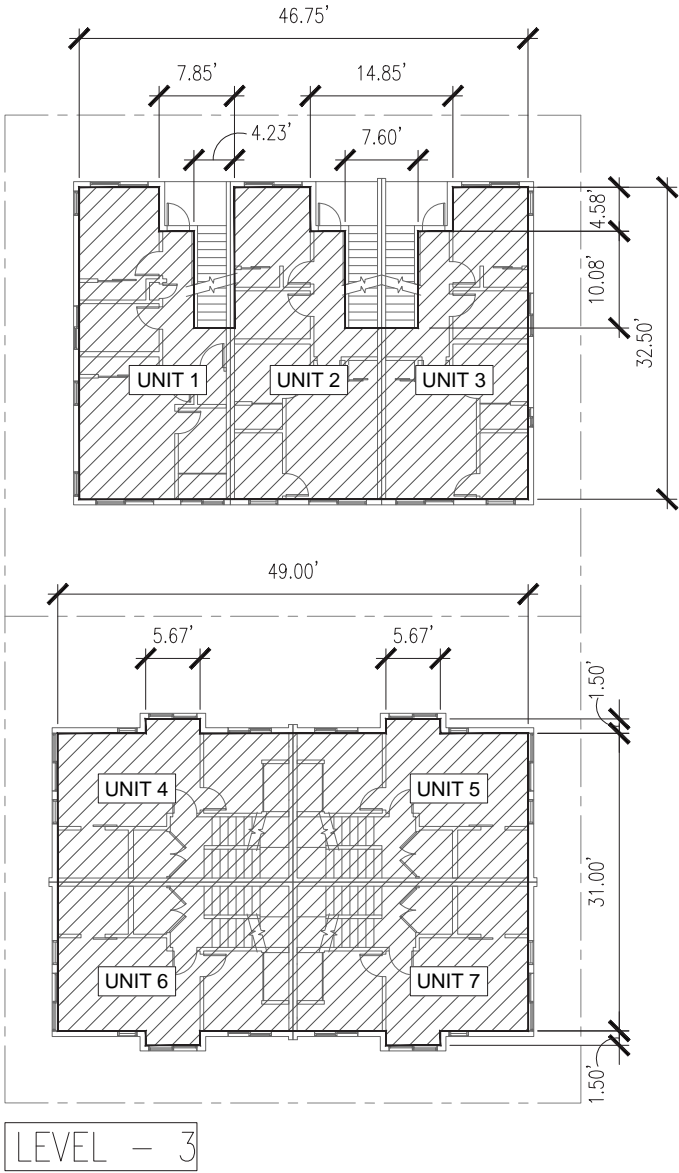 46.75'
7.85' 14.85'
4.23' 7.60'
4.58'
10.08'
32.50'
UNIT 1 UNIT 2 UNIT 3
49.00'
5.67' 5.67'
1.50'
UNIT 4 UNIT 5
31.00'
UNIT 6 UNIT 7
1.50'
LEVEL - 3